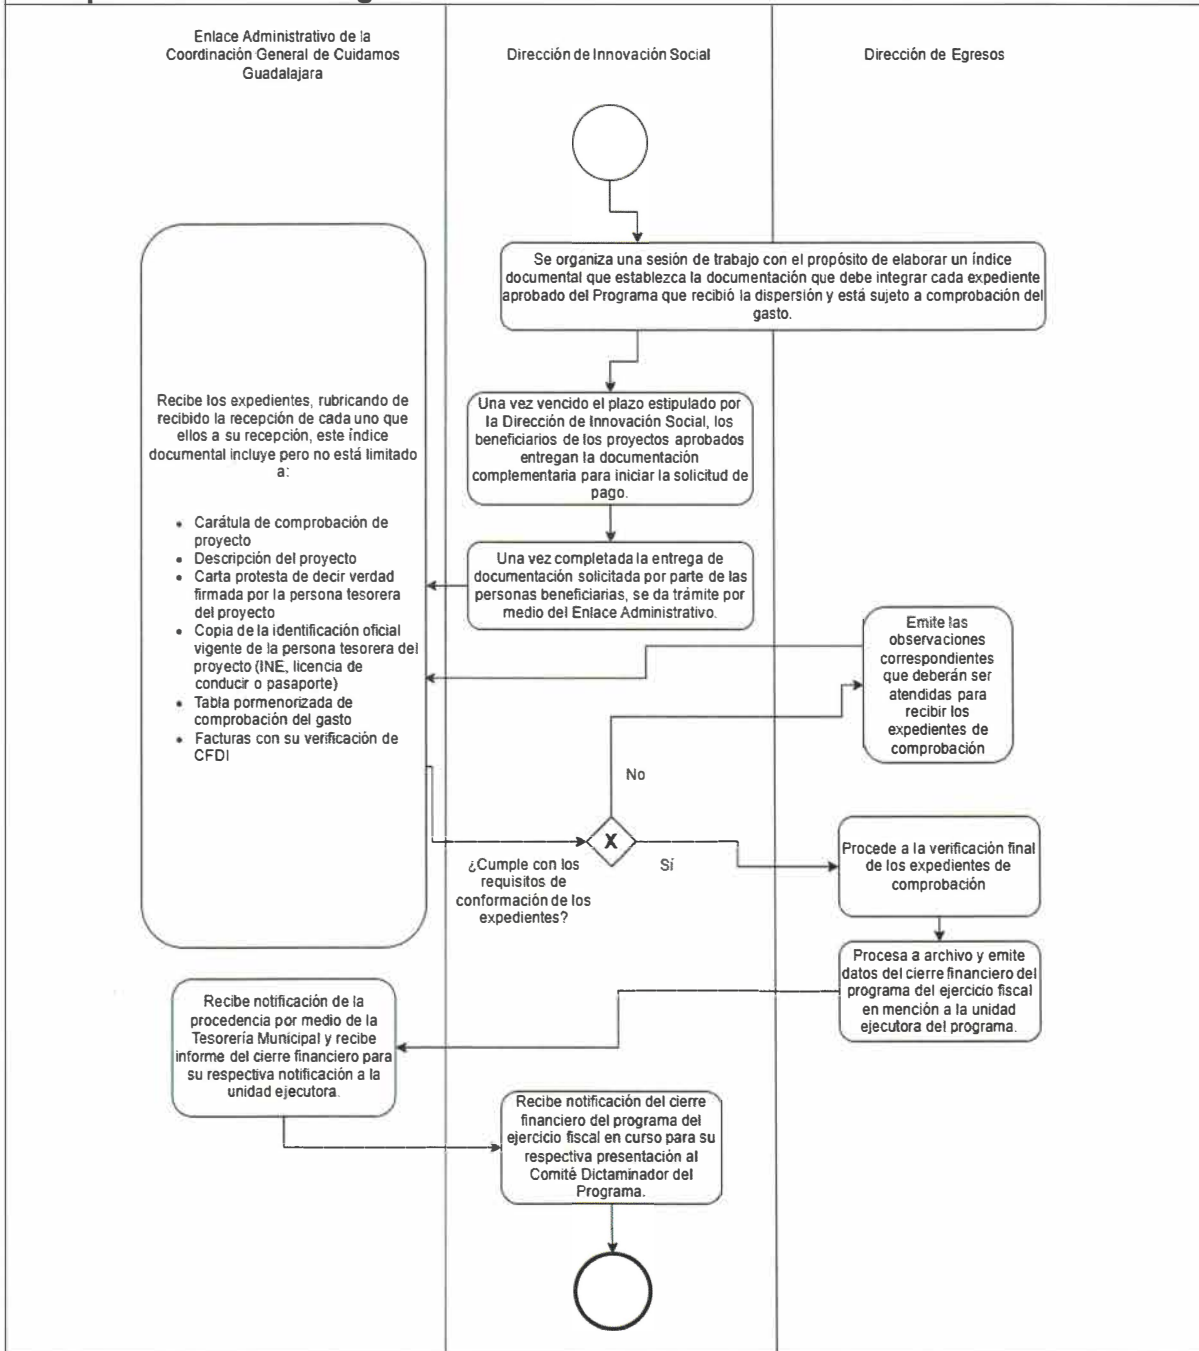 Enlace Administrativo de la
Coordinación General de Cuidamos
Guadalajara
Dirección de Innovación Social
Dirección de Egresos
Se organiza una sesión de trabajo con el propósito de elaborar un índice
documental que establezca la documentación que debe integrar cada expediente
aprobado del Programa que recibió la dispersión y está sujeto a comprobación del
gasto.
Una vez vencido el plazo estipulado por
la Dirección de Innovación Social, los
beneficiarios de los proyectos aprobados
entregan la documentación
complementaria para iniciar la solicitud de
pago.
Una vez completada la entrega de
documentación solicitada por parte de las
personas beneficiarias, se da trámite por
medio del Enlace Administrativo.
Recibe los expedientes, rubricando de
recibido la recepción de cada uno que
ellos a su recepción, este índice
documental incluye pero no está limitado
a:
• Carátula de comprobación de
proyecto
• Descripción del proyecto
• Carta protesta de decir verdad
firmada por la persona tesorera
del proyecto
• Copia de la identificación oficial
vigente de la persona tesorera del
proyecto (INE, licencia de
conducir o pasaporte)
• Tabla pormenorizada de
comprobación del gasto
• Facturas con su verificación de
CFDI
Emite las
observaciones
correspondientes
que deberán ser
atendidas para
recibir los
expedientes de
comprobación
No
X
Sí
¿Cumple con los
requisitos de
conformación de los
expedientes?
Procede a la verificación final
de los expedientes de
comprobación
Procesa a archivo y emite
datos del cierre financiero del
programa del ejercicio fiscal
en mención a la unidad
ejecutora del programa.
Recibe notificación de la
procedencia por medio de la
Tesorería Municipal y recibe
informe del cierre financiero para
su respectiva notificación a la
unidad ejecutora.
Recibe notificación del cierre
financiero del programa del
ejercicio fiscal en curso para su
respectiva presentación al
Comité Dictaminador del
Programa.